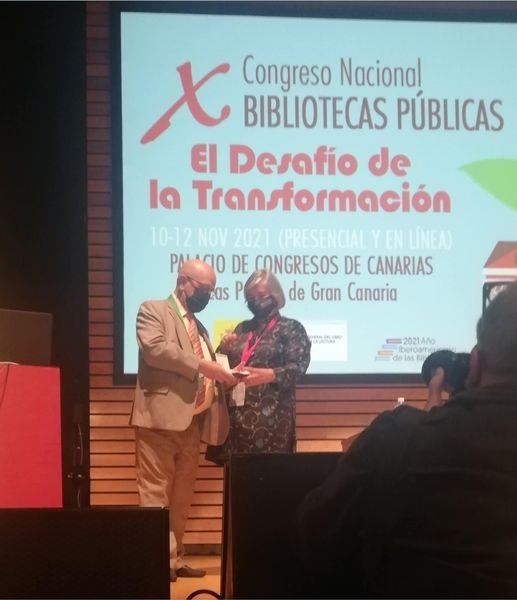 X
Congreso Nacional
BIBLIOTECAS PÚBLICAS
El Desafío de
la Transformación
10-12 NOV 2021 (PRESENCIAL Y EN LÍNEA)
PALACIO DE CONGRESOS DE CANARIAS
de Gran Canaria
2021 Año
Iberoamericano
de las